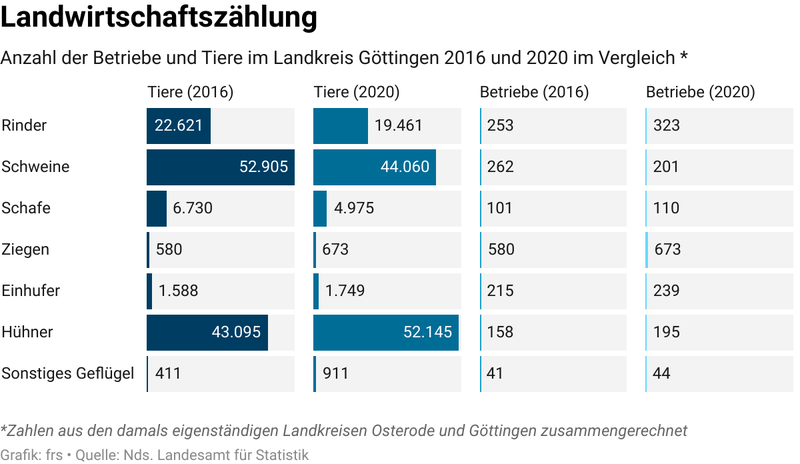 Landwirtschaftszählung
Anzahl der Betriebe und Tiere im Landkreis Göttingen 2016 und 2020 im Vergleich *
Tiere (2016) Tiere (2020) Betriebe (2016) Betriebe (2020)
Rinder 22.621 19.461 253 323
Schweine 52.905 44.060 262 201
Schafe 6.730 4.975 101 110
Ziegen 580 673 580 673
Einhufer 1.588 1.749 215 239
Hühner 43.095 52.145 158 195
Sonstiges Geflügel 411 911 41 44
*Zahlen aus den damals eigenständigen Landkreisen Osterode und Göttingen zusammengerechnet
Grafik: frs • Quelle: Nds. Landesamt für Statistik